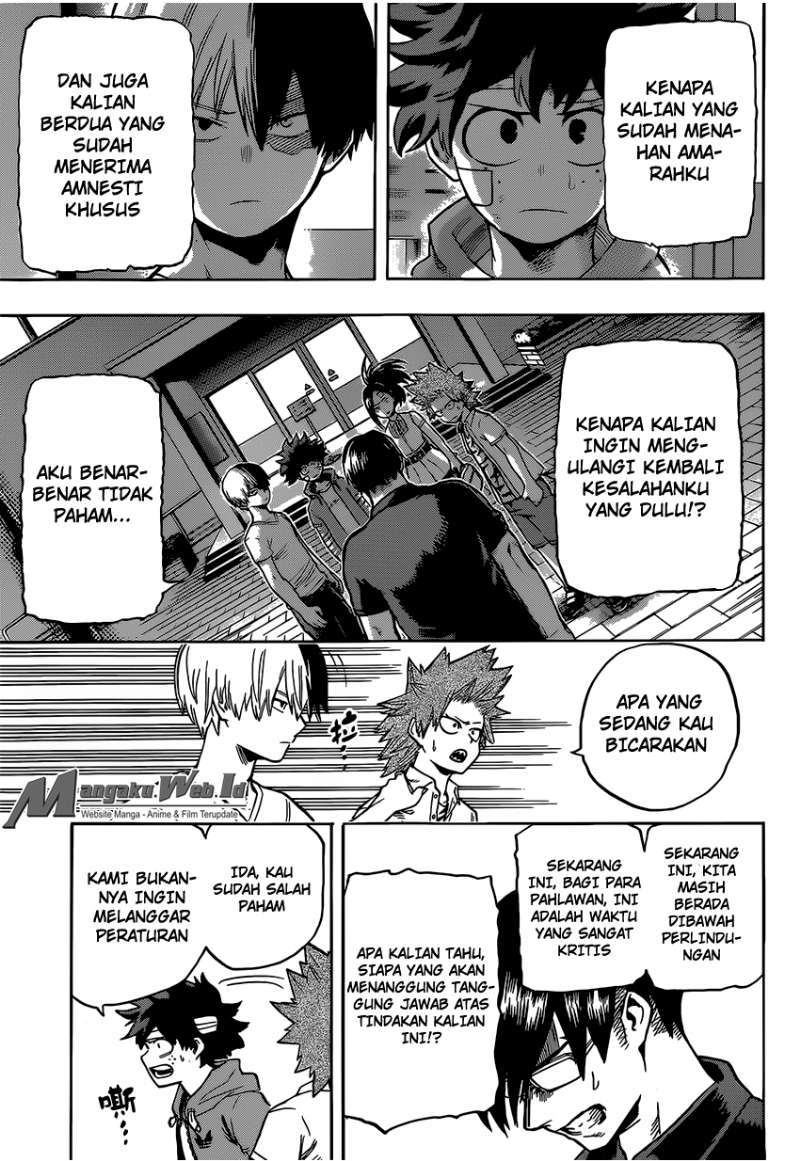 KENAPA
KALIAN YANG
SUDAH MENA-
HAN AMA-
RAHKU
DAN JUGA
KALIAN
BERDUA YANG
SUDAH
MENERIMA
AMNESTI
KHUSUS
KENAPA KALIAN
INGIN MENG-
ULANGI KEMBALI
KESALAHANKU
YANG DULU!?
AKU BENAR-
BENAR TIDAK
PAHAM...
APA YANG
SEDANG KAU
BICARAKAN
拉
Mangaku.Web.Id
Website Manga - Anime & Film Terupdate
SEKARANG
INI, KITA
MASIH
BERADA
DIBAWAH
PERLINDU-
NGAN
SEKARANG
INI, BAGI PARA
PAHLAWAN, INI
ADALAH WAKTU
YANG SANGAT
KRITIS
APA KALIAN TAHU,
SIAPA YANG AKAN
MENANGGUNG TANG-
GUNG JAWAB ATAS
TINDAKAN KALIAN
INI!?
IDA, KAU
SUDAH SALAH
PAHAM
KAMI BUKAN-
NYA INGIN
MELANGGAR
PERATURAN
嘶